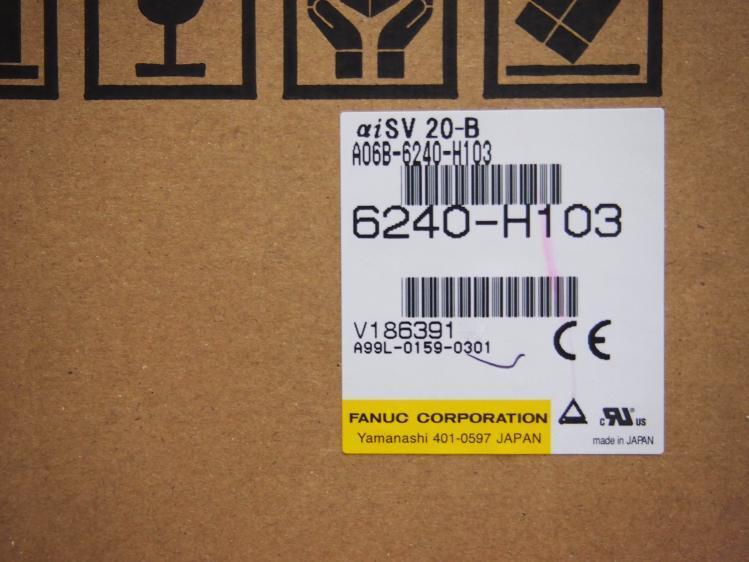 αiSV 20-B
A06B-6240-H103
6240-H103
V186391
A99L-0159-0301
CE
FANUC CORPORATION
Yamanashi 401-0597 JAPAN
c RU US
made in JAPAN